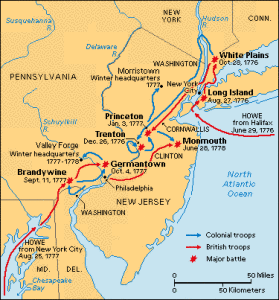 NEW
YORK
CONN.
Susquehanna
R.
Hudson
R.
Delaware R.
WASHINGTON
White Plains
Oct. 28, 1776
Morristown
Winter headquarters
1777
New York
City
PENNSYLVANIA
Long Island
Aug. 27, 1776
Princeton
Jan. 3, 1777
CORNWALLIS
HOWE
from Halifax
June 29, 1776
Schuylkill
R.
Trenton
Dec. 26, 1776
Monmouth
June 28, 1778
Valley Forge
Winter headquarters
1777-1778
CLINTON
Germantown
Oct. 4, 1777
Brandywine
Sept. 11, 1777
Philadelphia
NEW JERSEY
WASHINGTON
North
Atlantic
Ocean
HOWE
from New York City
Aug. 25, 1777
Colonial troops
British troops
Major battle
MD.
DEL.
Chesapeake
Bay
0
50 Miles
0
50 Kilometers